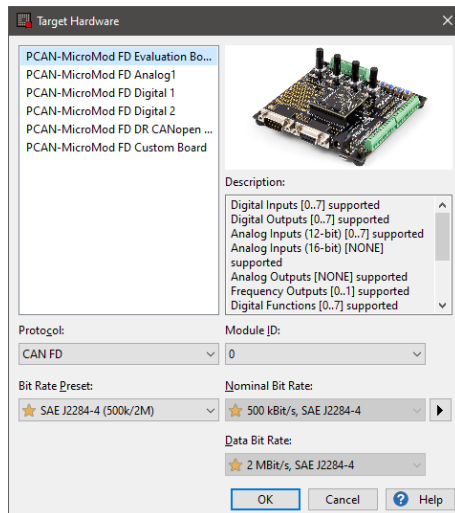 Target Hardware
PCAN-MicroMod FD Evaluation Bo...
PCAN-MicroMod FD Analog1
PCAN-MicroMod FD Digital 1
PCAN-MicroMod FD Digital 2
PCAN-MicroMod FD DR CANopen ...
PCAN-MicroMod FD Custom Board
Description:
Digital Inputs [0..7] supported
Digital Outputs [0..7] supported
Analog Inputs (12-bit) [0..7] supported
Analog Inputs (16-bit) [NONE]
supported
Analog Outputs [NONE] supported
Frequency Outputs [0..1] supported
Digital Functions [0..7] supported
Protocol:
CAN FD
Module ID:
0
Bit Rate Preset:
SAE J2284-4 (500k/2M)
Nominal Bit Rate:
500 kBit/s, SAE J2284-4
Data Bit Rate:
2 MBit/s, SAE J2284-4
OK
Cancel
Help